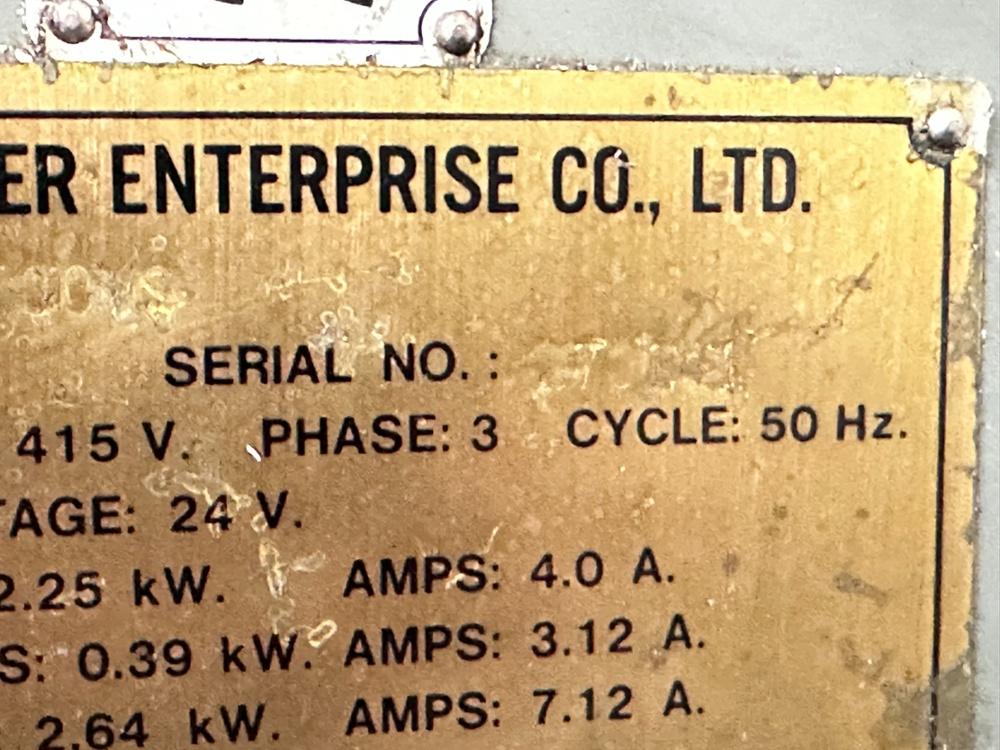 ER ENTERPRISE CO., LTD.
SERIAL NO. :
415 V. PHASE: 3 CYCLE: 50 Hz.
TAGE: 24 V.
2.25 kW. AMPS: 4.0 A.
S: 0.39 kW. AMPS: 3.12 A.
2.64 kW. AMPS: 7.12 A.